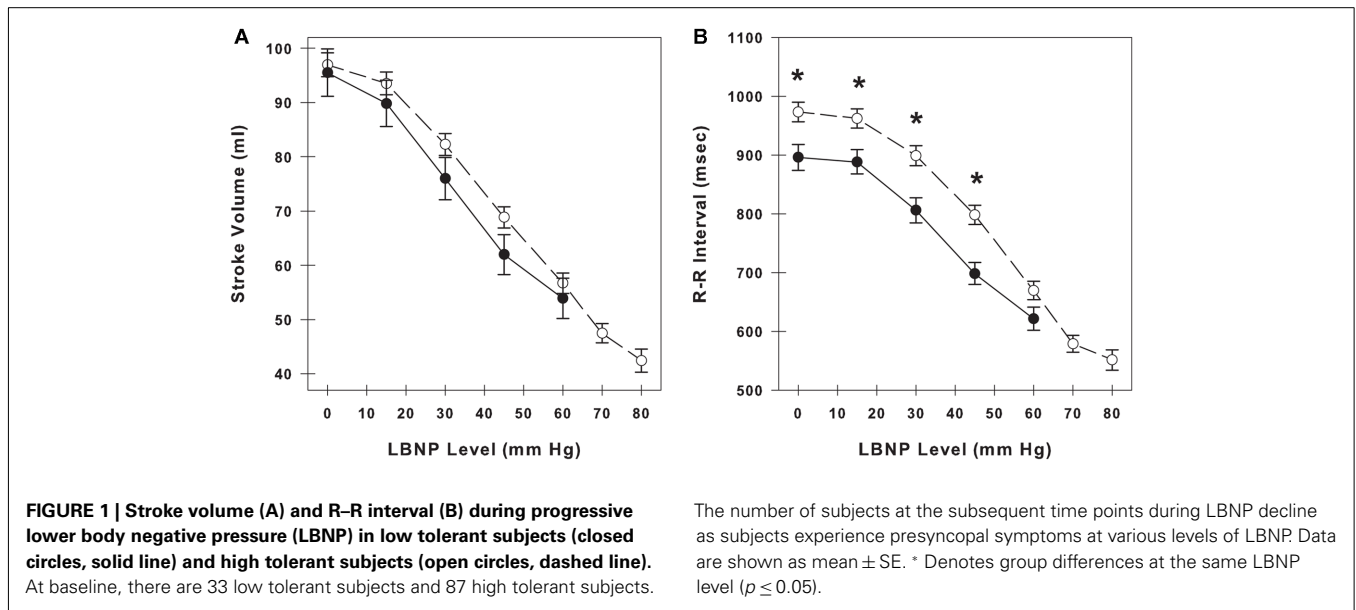 A
Stroke Volume (ml)
100
90
80
70
60
50
40
0 10 20 30 40 50 60 70 80
LBNP Level (mm Hg)
B
R-R Interval (msec)
1100
1000
900
800
700
600
500
* * * *
0 10 20 30 40 50 60 70 80
LBNP Level (mm Hg)
FIGURE 1 | Stroke volume (A) and R–R interval (B) during progressive
lower body negative pressure (LBNP) in low tolerant subjects (closed
circles, solid line) and high tolerant subjects (open circles, dashed line).
At baseline, there are 33 low tolerant subjects and 87 high tolerant subjects.
The number of subjects at the subsequent time points during LBNP decline
as subjects experience presyncopal symptoms at various levels of LBNP. Data
are shown as mean ± SE. * Denotes group differences at the same LBNP
level (p ≤ 0.05).